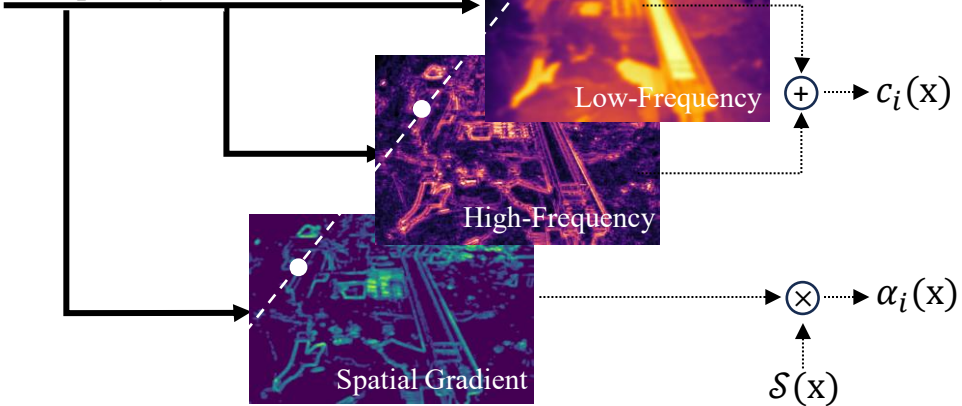 Low-Frequency
+
c_i(x)
High-Frequency
×
α_i(x)
Spatial Gradient
𝒮(x)